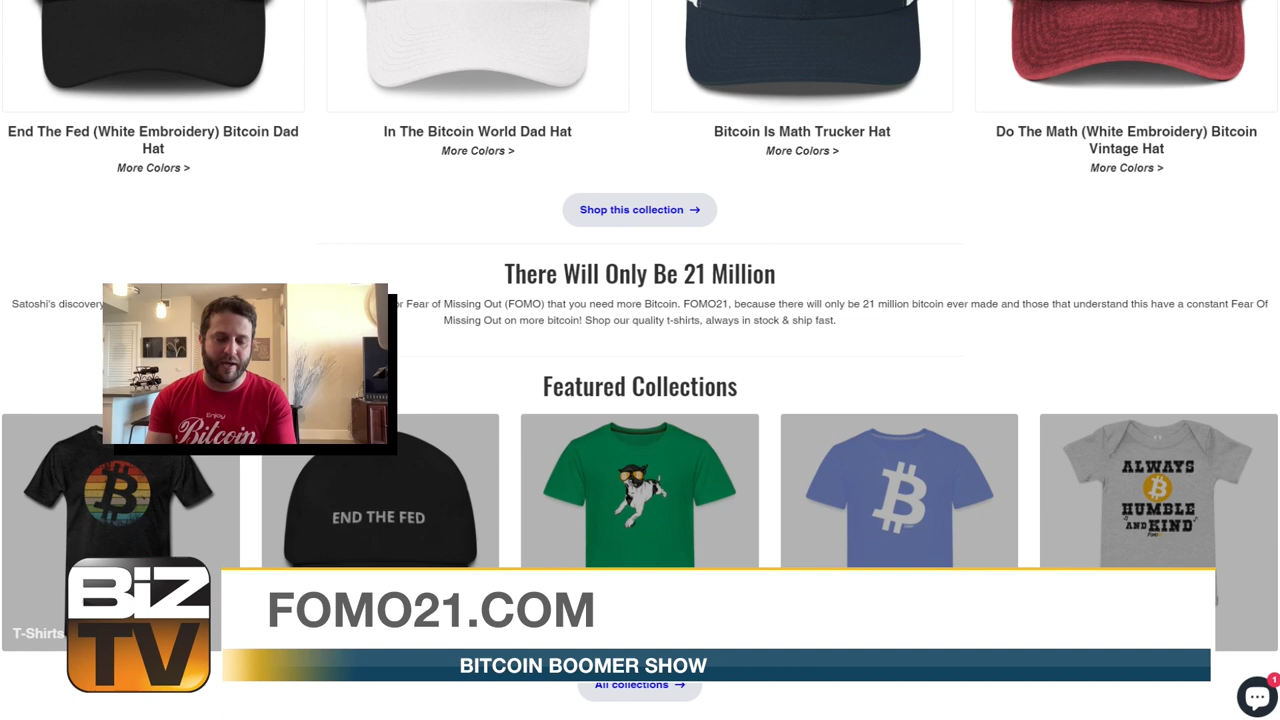 End The Fed (White Embroidery) Bitcoin Dad
Hat
More Colors >
In The Bitcoin World Dad Hat
More Colors >
Bitcoin Is Math Trucker Hat
More Colors >
Do The Math (White Embroidery) Bitcoin
Vintage Hat
More Colors >
Shop this collection →
There Will Only Be 21 Million
Satoshi's discovery
or Fear of Missing Out (FOMO) that you need more Bitcoin. FOMO21, because there will only be 21 million bitcoin ever made and those that understand this have a constant Fear Of
Missing Out on more bitcoin! Shop our quality t-shirts, always in stock & ship fast.
Enjoy
Bitcoin
Featured Collections
END THE FED
ALWAYS
HUMBLE
AND KIND
T-Shirts
BiZ
TV
FOMO21.COM
BITCOIN BOOMER SHOW
All collections →
1